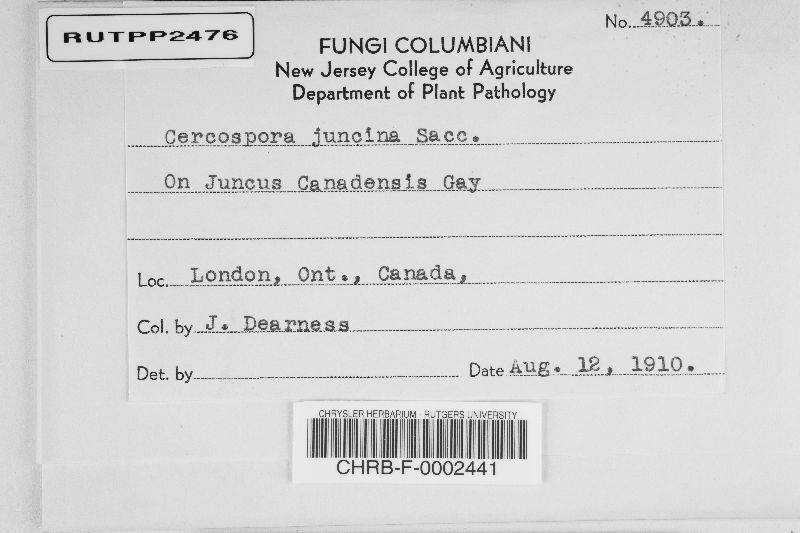 RUTPP2476
No. 4903.
FUNGI COLUMBIANI
New Jersey College of Agriculture
Department of Plant Pathology
Cercospora juncina Sacc.
On Juncus Canadensis Gay
Loc. London, Ont., Canada,
Col. by J. Dearness
Det. by
Date Aug. 12, 1910.
CHRYSLER HERBARIUM - RUTGERS UNIVERSITY
CHRB-F-0002441